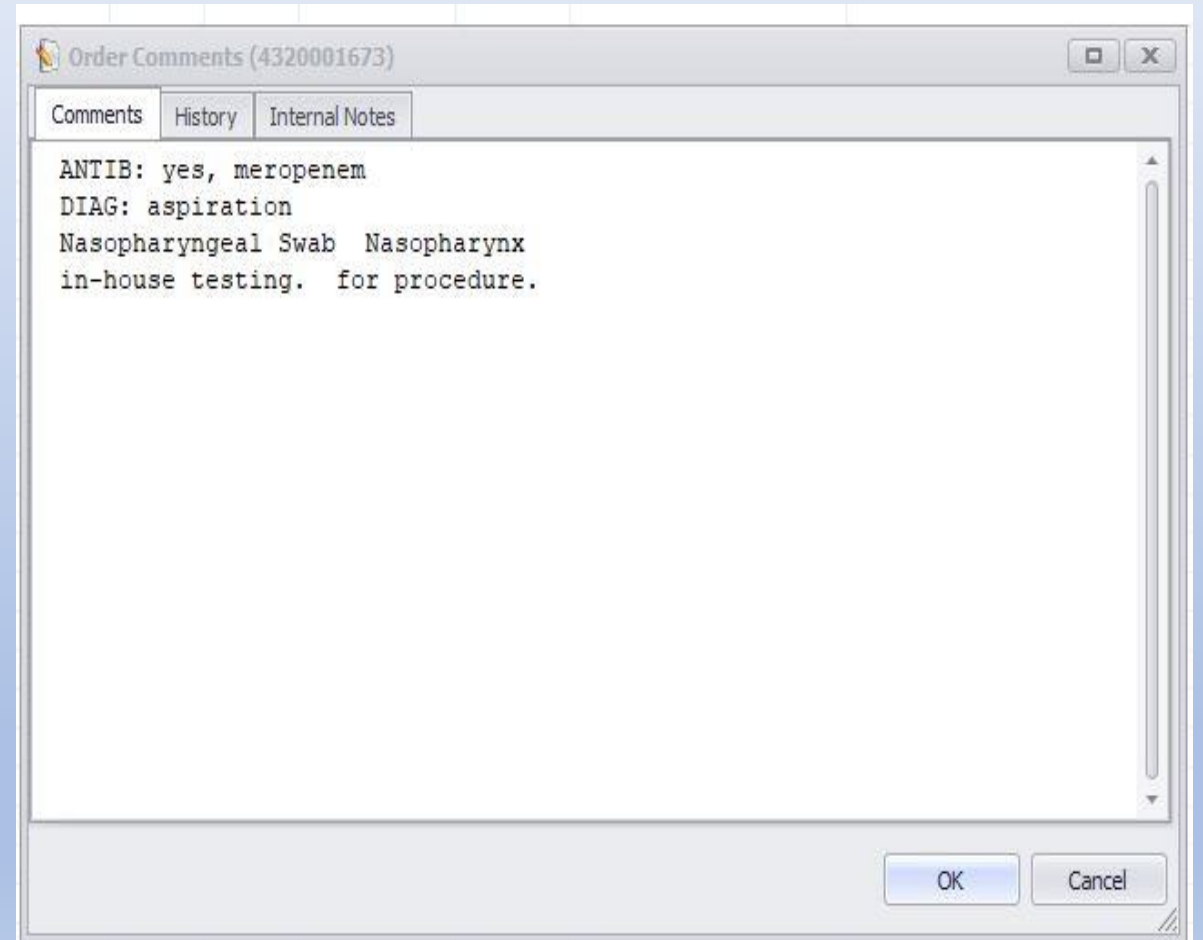 Order Comments (4320001673)
Comments History Internal Notes
ANTIB: yes, meropenem
DIAG: aspiration
Nasopharyngeal Swab  Nasopharynx
in-house testing.  for procedure.
OK Cancel